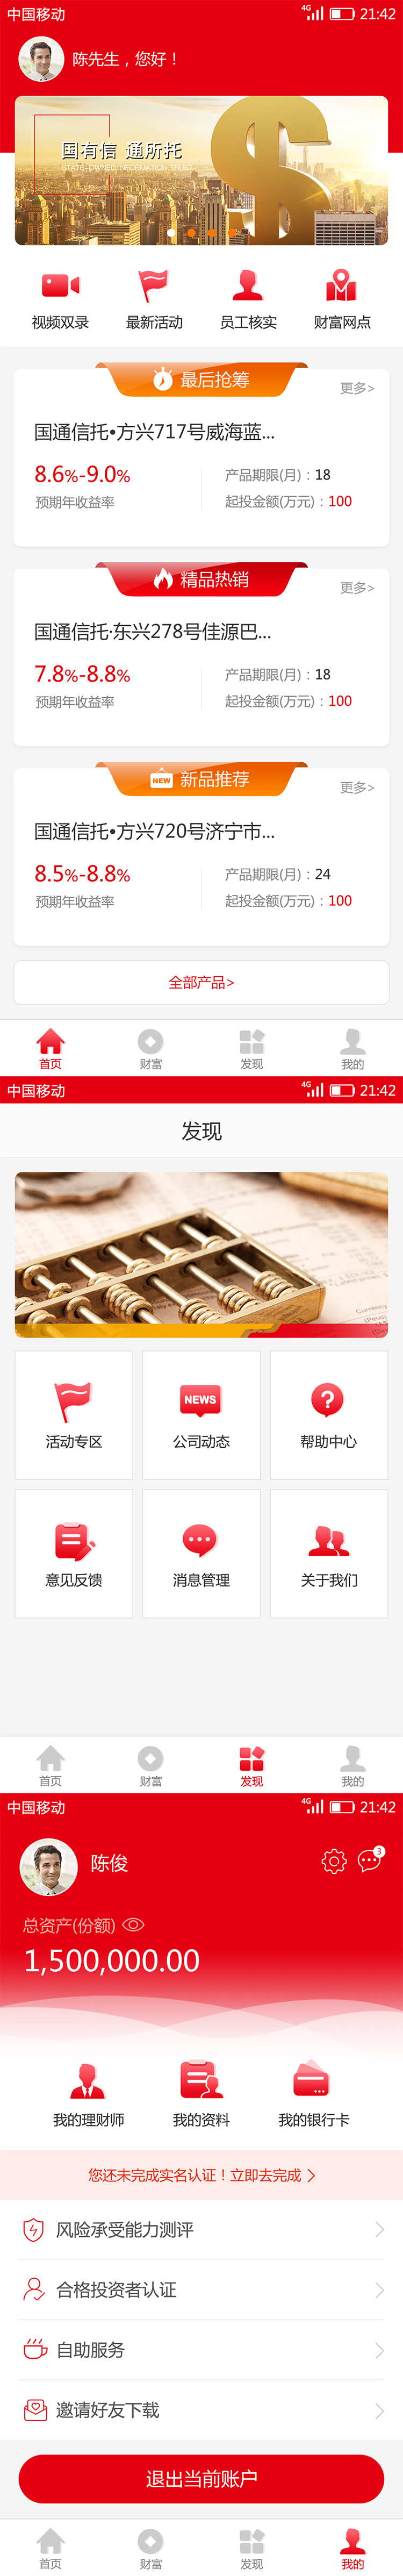 中国移动
4G
21:42
陈先生，您好！
国有信 通所托
STATE-OWNED INFORMATION TRUST
视频双录
最新活动
员工核实
财富网点
最后抢筹
更多>
国通信托•方兴717号威海蓝...
8.6%-9.0%
预期年收益率
产品期限(月)：18
起投金额(万元)：100
精品热销
更多>
国通信托·东兴278号佳源巴...
7.8%-8.8%
预期年收益率
产品期限(月)：18
起投金额(万元)：100
NEW
新品推荐
更多>
国通信托•方兴720号济宁市...
8.5%-8.8%
预期年收益率
产品期限(月)：24
起投金额(万元)：100
全部产品>
首页
财富
发现
我的
中国移动
4G
21:42
发现
NEWS
活动专区
公司动态
帮助中心
意见反馈
消息管理
关于我们
首页
财富
发现
我的
中国移动
4G
21:42
陈俊
3
总资产(份额)
1,500,000.00
我的理财师
我的资料
我的银行卡
您还未完成实名认证！立即去完成
风险承受能力测评
合格投资者认证
自助服务
邀请好友下载
退出当前账户
首页
财富
发现
我的